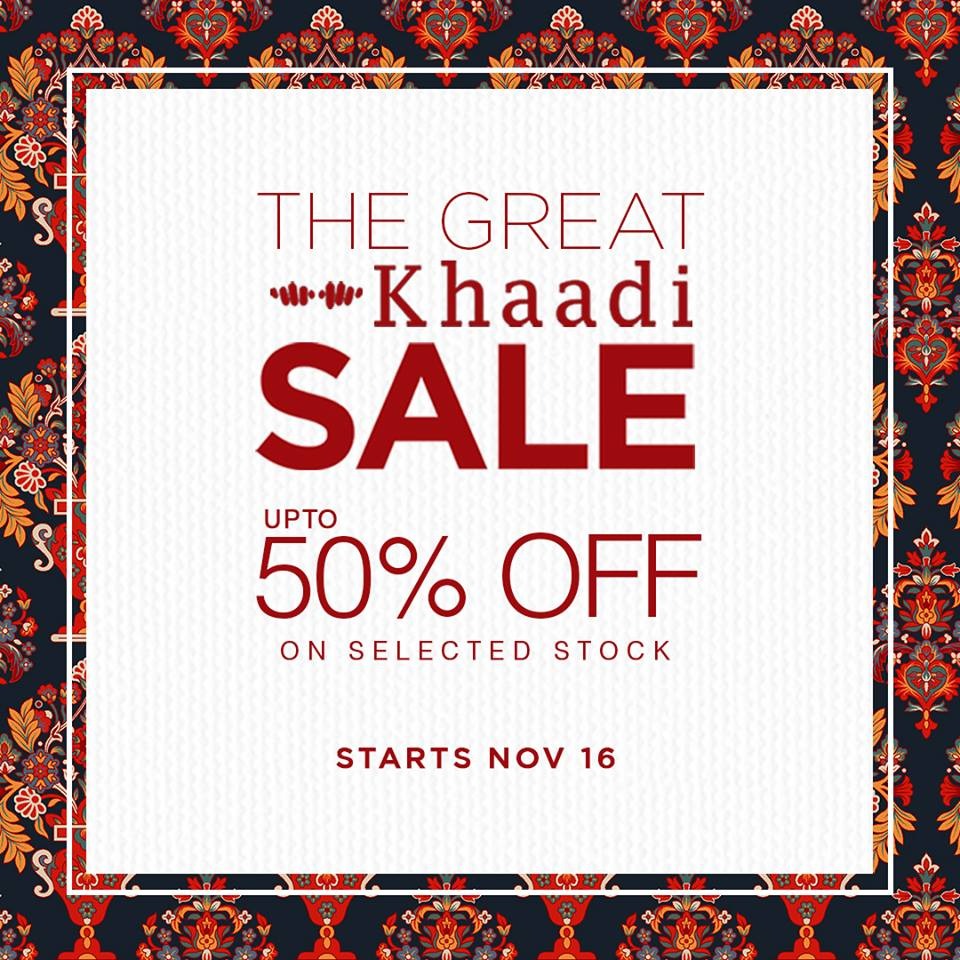 THE GREAT
Khaadi
SALE
UPTO
50% OFF
ON SELECTED STOCK
STARTS NOV 16